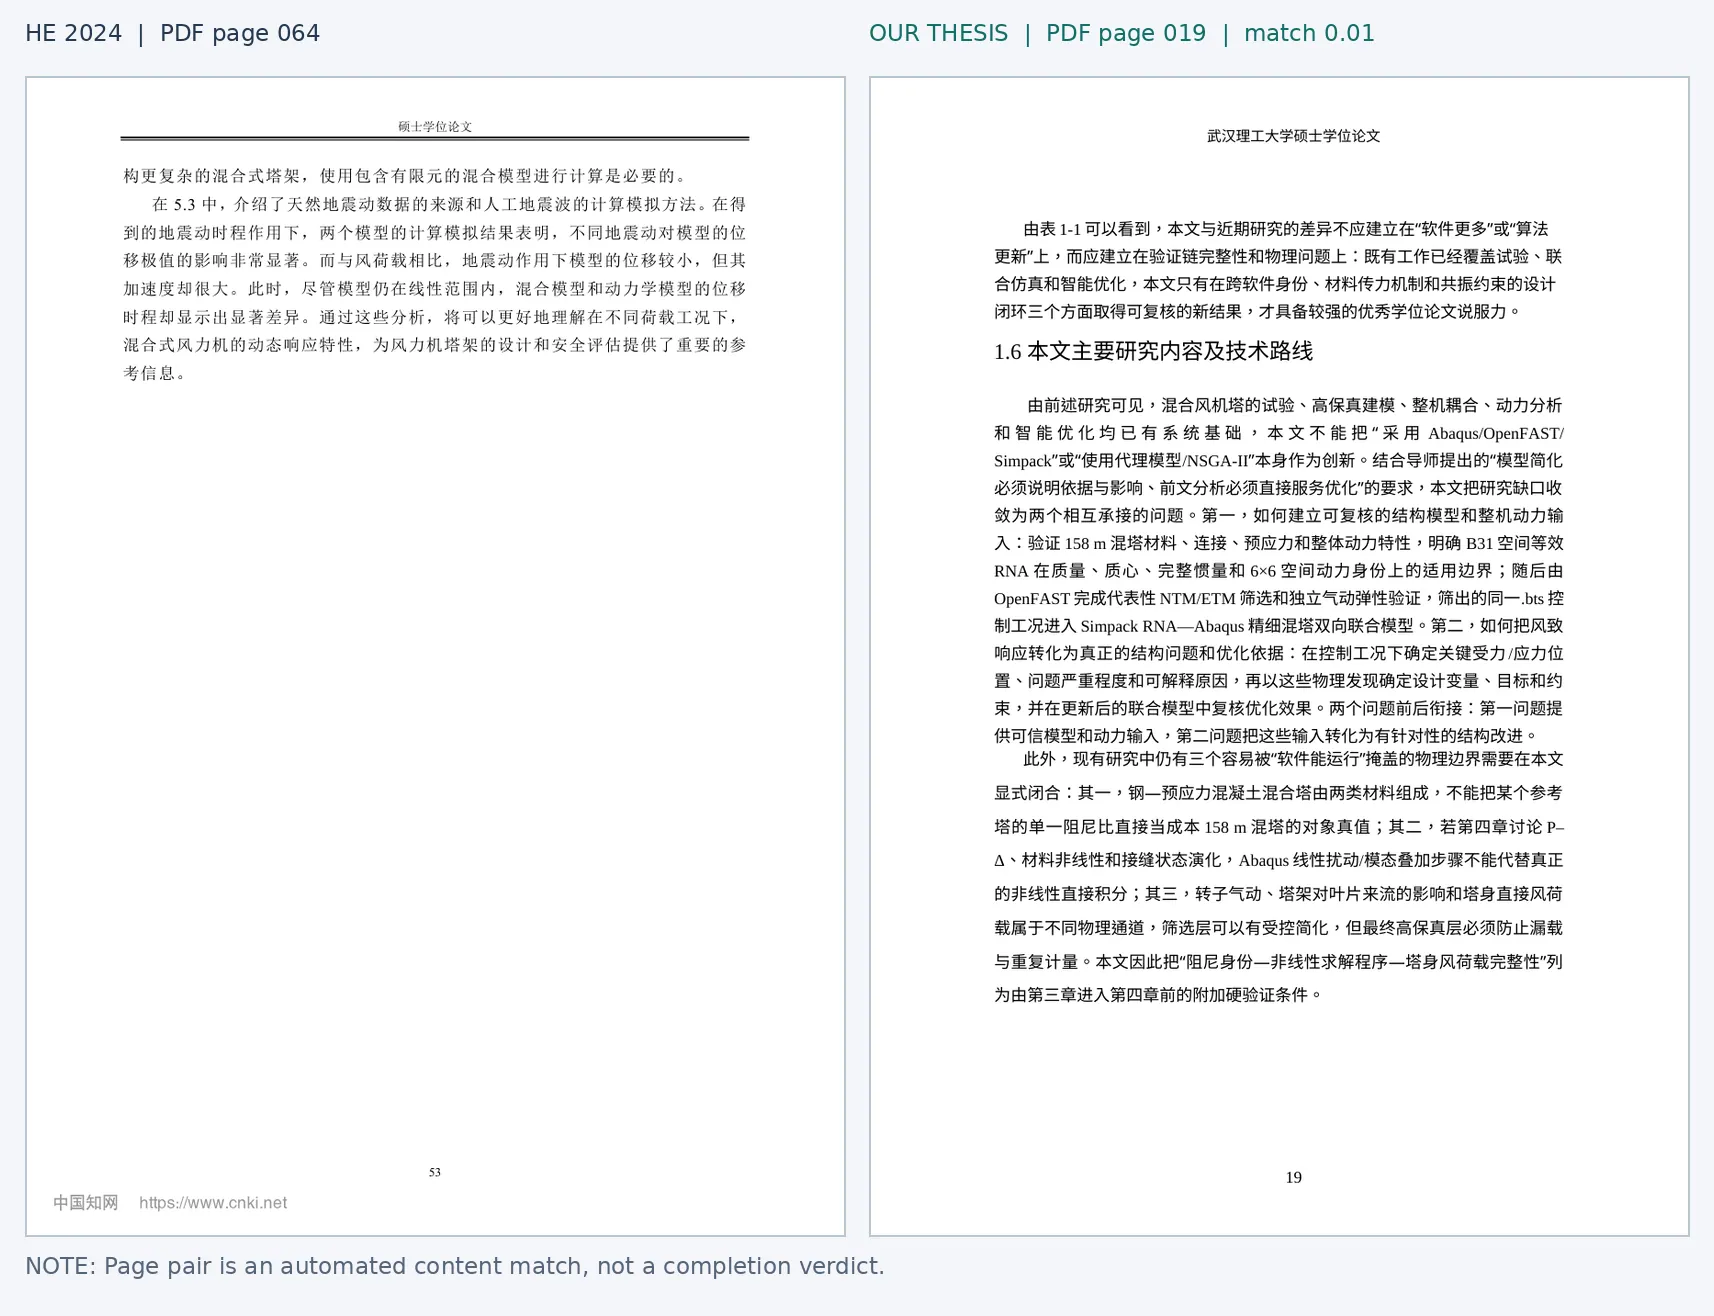 HE 2024 | PDF page 064
硕士学位论文
构更复杂的混合式塔架，使用包含有限元的混合模型进行计算是必要的。
在 5.3 中，介绍了天然地震动数据的来源和人工地震波的计算模拟方法。在得
到的地震动时程作用下，两个模型的计算模拟结果表明，不同地震动对模型的位
移极值的影响非常显著。而与风荷载相比，地震动作用下模型的位移较小，但其
加速度却很大。此时，尽管模型仍在线性范围内，混合模型和动力学模型的位移
时程却显示出显著差异。通过这些分析，将可以更好地理解在不同荷载工况下，
混合式风力机的动态响应特性，为风力机塔架的设计和安全评估提供了重要的参
考信息。
53
中国知网 https://www.cnki.net
OUR THESIS | PDF page 019 | match 0.01
武汉理工大学硕士学位论文
由表 1-1 可以看到，本文与近期研究的差异不应建立在“软件更多”或“算法
更新”上，而应建立在验证链完整性和物理问题上：既有工作已经覆盖试验、联
合仿真和智能优化，本文只有在跨软件身份、材料传力机制和共振约束的设计
闭环三个方面取得可复核的新结果，才具备较强的优秀学位论文说服力。
1.6 本文主要研究内容及技术路线
由前述研究可见，混合风机塔的试验、高保真建模、整机耦合、动力分析
和智能优化均已有系统基础，本文不能把“采用 Abaqus/OpenFAST/
Simpack”或“使用代理模型/NSGA-II”本身作为创新。结合导师提出的“模型简化
必须说明依据与影响、前文分析必须直接服务优化”的要求，本文把研究缺口收
敛为两个相互承接的问题。第一，如何建立可复核的结构模型和整机动力输
入：验证 158 m 混塔材料、连接、预应力和整体动力特性，明确 B31 空间等效
RNA 在质量、质心、完整惯量和 6×6 空间动力身份上的适用边界；随后由
OpenFAST 完成代表性 NTM/ETM 筛选和独立气动弹性验证，筛出的同一.bts 控
制工况进入 Simpack RNA—Abaqus 精细混塔双向联合模型。第二，如何把风致
响应转化为真正的结构问题和优化依据：在控制工况下确定关键受力/应力位
置、问题严重程度和可解释原因，再以这些物理发现确定设计变量、目标和约
束，并在更新后的联合模型中复核优化效果。两个问题前后衔接：第一问题提
供可信模型和动力输入，第二问题把这些输入转化为有针对性的结构改进。
此外，现有研究中仍有三个容易被“软件能运行”掩盖的物理边界需要在本文
显式闭合：其一，钢—预应力混凝土混合塔由两类材料组成，不能把某个参考
塔的单一阻尼比直接当成本 158 m 混塔的对象真值；其二，若第四章讨论 P–
Δ、材料非线性和接缝状态演化，Abaqus 线性扰动/模态叠加步骤不能代替真正
的非线性直接积分；其三，转子气动、塔架对叶片来流的影响和塔身直接风荷
载属于不同物理通道，筛选层可以有受控简化，但最终高保真层必须防止漏载
与重复计量。本文因此把“阻尼身份—非线性求解程序—塔身风荷载完整性”列
为由第三章进入第四章前的附加硬验证条件。
19
NOTE: Page pair is an automated content match, not a completion verdict.